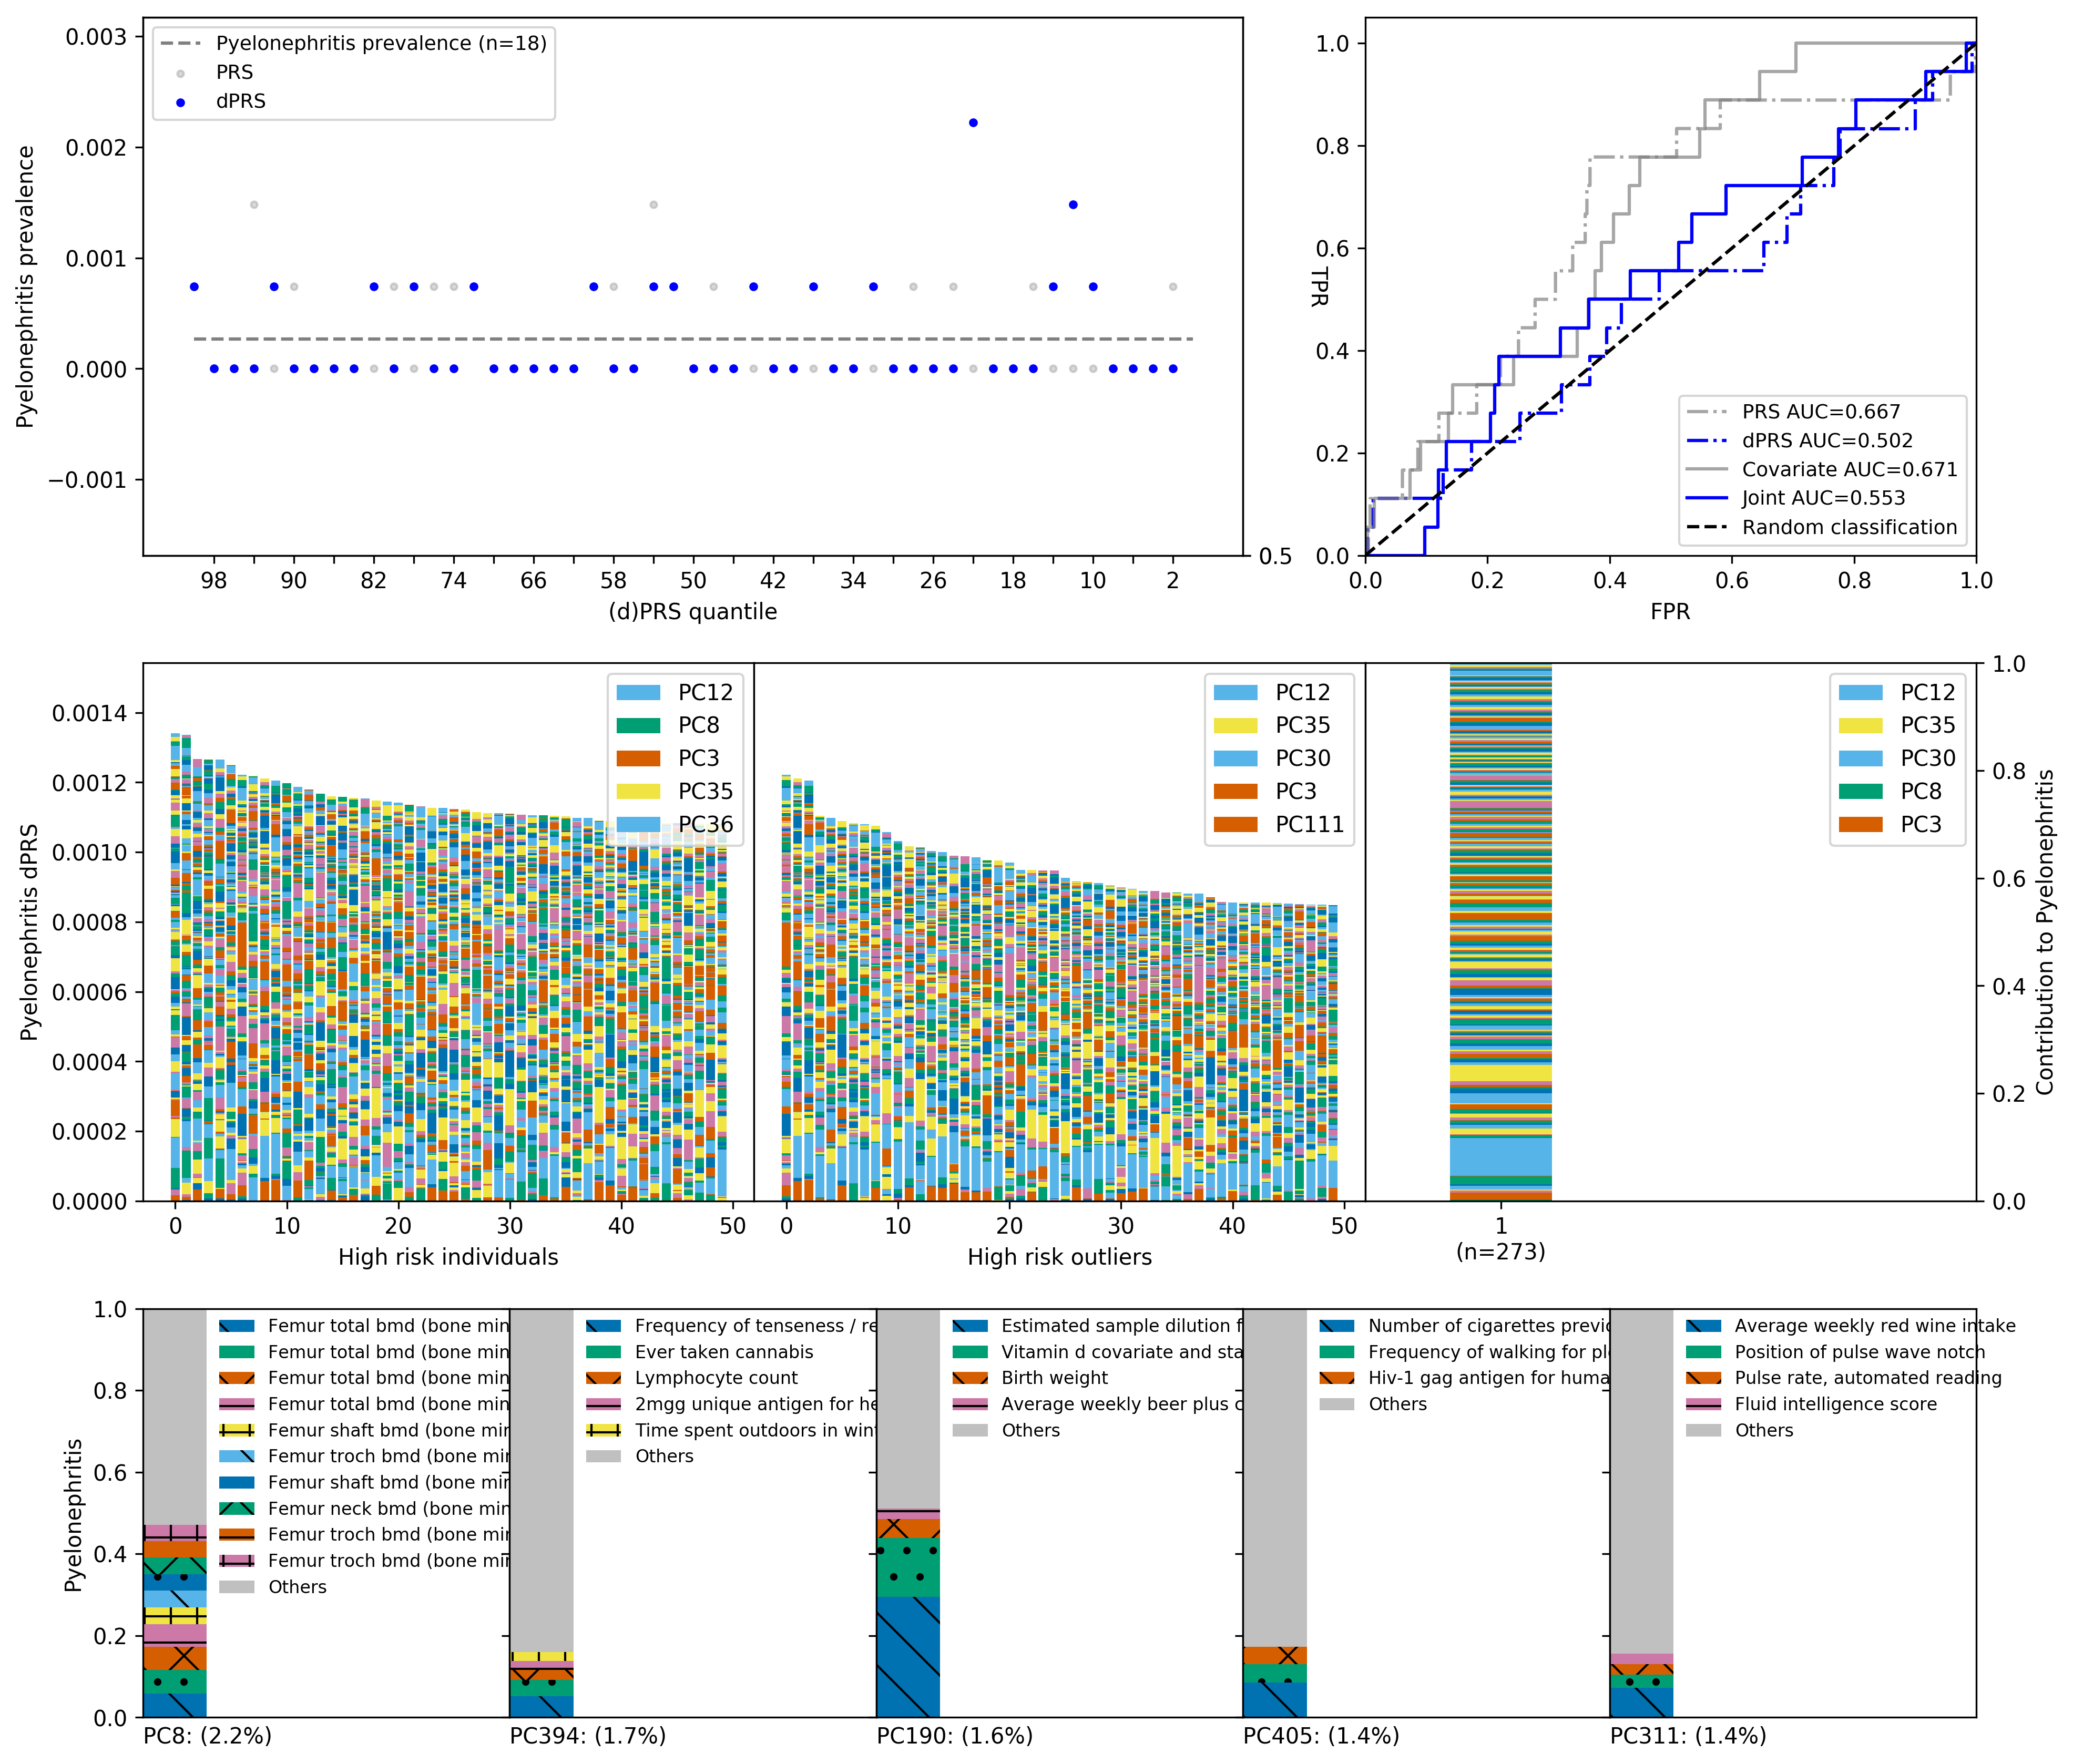 0.003
0.002
0.001
0.000
−0.001
Pyelonephritis prevalence
Pyelonephritis prevalence (n=18)
PRS
dPRS
98 90 82 74 66 58 50 42 34 26 18 10 2
(d)PRS quantile
0.5
1.0
0.8
0.6
0.4
0.2
0.0
TPR
PRS AUC=0.667
dPRS AUC=0.502
Covariate AUC=0.671
Joint AUC=0.553
Random classification
0.0 0.2 0.4 0.6 0.8 1.0
FPR
0.0014
0.0012
0.0010
0.0008
0.0006
0.0004
0.0002
0.0000
Pyelonephritis dPRS
PC12
PC8
PC3
PC35
PC36
0 10 20 30 40 50
High risk individuals
PC12
PC35
PC30
PC3
PC111
0 10 20 30 40 50
High risk outliers
PC12
PC35
PC30
PC8
PC3
1
(n=273)
1.0
0.8
0.6
0.4
0.2
0.0
Contribution to Pyelonephritis
1.0
0.8
0.6
0.4
0.2
0.0
Pyelonephritis
Femur total bmd (bone min
Femur total bmd (bone min
Femur total bmd (bone min
Femur total bmd (bone min
Femur shaft bmd (bone min
Femur troch bmd (bone min
Femur shaft bmd (bone min
Femur neck bmd (bone min
Femur troch bmd (bone min
Femur troch bmd (bone min
Others
PC8: (2.2%)
Frequency of tenseness / re
Ever taken cannabis
Lymphocyte count
2mgg unique antigen for he
Time spent outdoors in win
Others
PC394: (1.7%)
Estimated sample dilution f
Vitamin d covariate and sta
Birth weight
Average weekly beer plus c
Others
PC190: (1.6%)
Number of cigarettes previo
Frequency of walking for ple
Hiv-1 gag antigen for huma
Others
PC405: (1.4%)
Average weekly red wine intake
Position of pulse wave notch
Pulse rate, automated reading
Fluid intelligence score
Others
PC311: (1.4%)